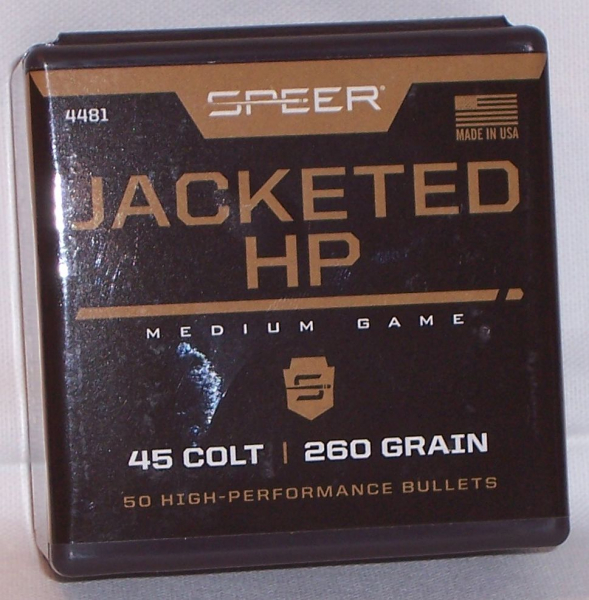 SPEER®
4481
MADE IN USA
JACKETED
HP
MEDIUM GAME
45 COLT | 260 GRAIN
50 HIGH-PERFORMANCE BULLETS